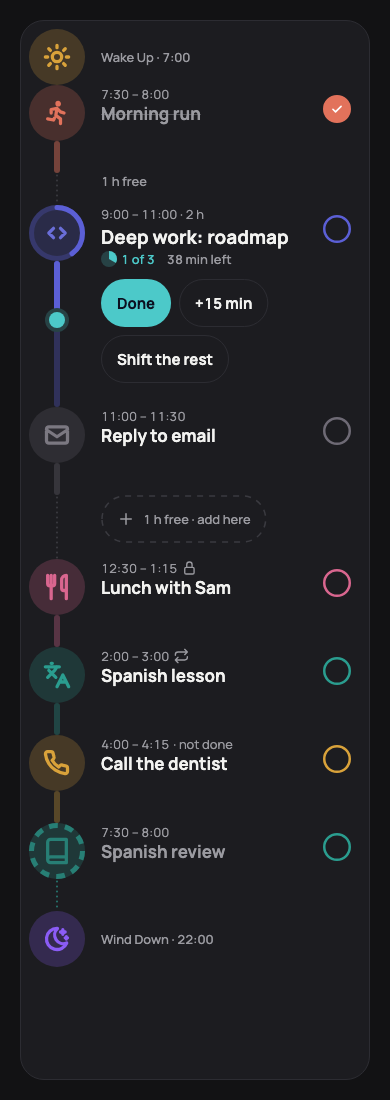 Wake Up · 7:00
7:30 – 8:00
Morning run
1 h free
9:00 – 11:00 · 2 h
Deep work: roadmap
1 of 3 38 min left
Done
+15 min
Shift the rest
11:00 – 11:30
Reply to email
1 h free · add here
12:30 – 1:15
Lunch with Sam
2:00 – 3:00
Spanish lesson
4:00 – 4:15 · not done
Call the dentist
7:30 – 8:00
Spanish review
Wind Down · 22:00